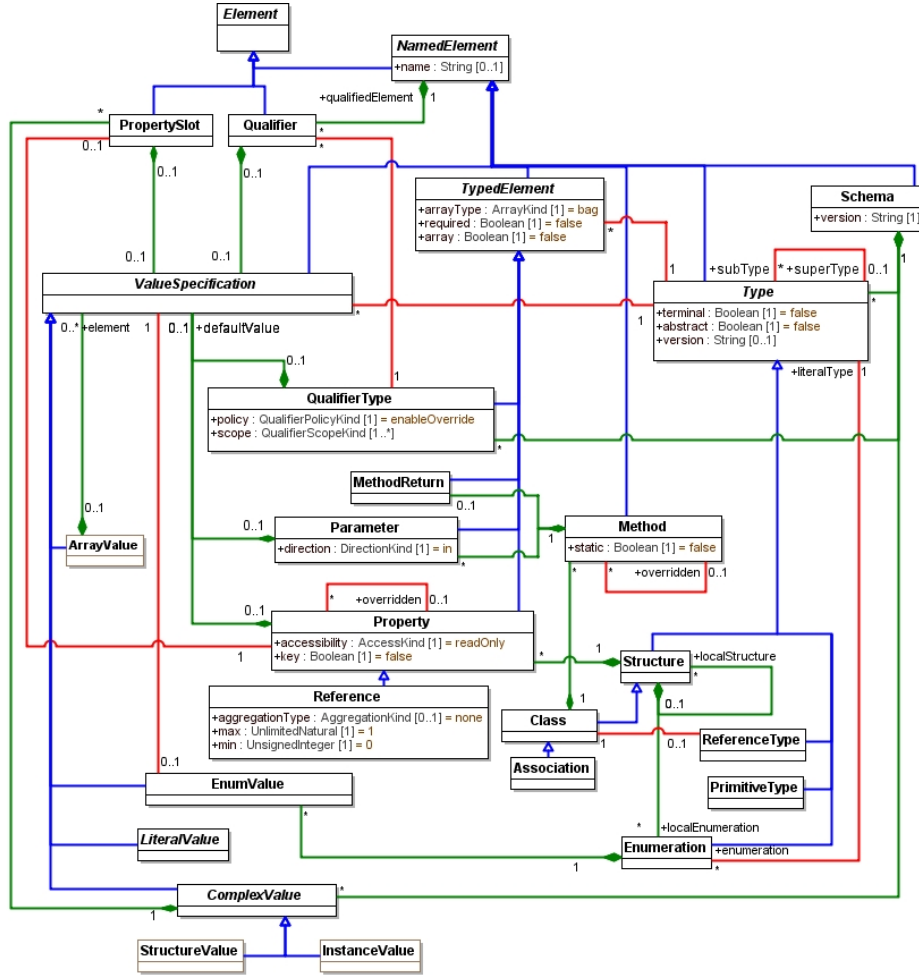 Element
NamedElement
+name : String [0..1]
+qualifiedElement
1
*
PropertySlot
Qualifier
*
*
0..1
0..1
0..1
TypedElement
+arrayType : ArrayKind [1] = bag
+required : Boolean [1] = false
+array : Boolean [1] = false
*
Schema
+version : String [1]
1
0..1
0..1
+subType
*
+superType
0..1
1
ValueSpecification
*
1
Type
+terminal : Boolean [1] = false
+abstract : Boolean [1] = false
+version : String [0..1]
*
0..*
+element
1
0..1
+defaultValue
0..1
1
+literalType
1
QualifierType
+policy : QualifierPolicyKind [1] = enableOverride
+scope : QualifierScopeKind [1..*]
*
MethodReturn
0..1
0..1
ArrayValue
0..1
Parameter
+direction : DirectionKind [1] = in
*
1
Method
+static : Boolean [1] = false
*
+overridden
0..1
*
+overridden
0..1
0..1
Property
+accessibility : AccessKind [1] = readOnly
+key : Boolean [1] = false
1
*
1
*
Structure
+localStructure
*
0..1
Reference
+aggregationType : AggregationKind [0..1] = none
+max : UnlimitedNatural [1] = 1
+min : UnsignedInteger [1] = 0
1
Class
1
0..1
ReferenceType
Association
0..1
EnumValue
*
PrimitiveType
*
+localEnumeration
LiteralValue
1
Enumeration
+enumeration
*
1
ComplexValue
*
StructureValue
InstanceValue